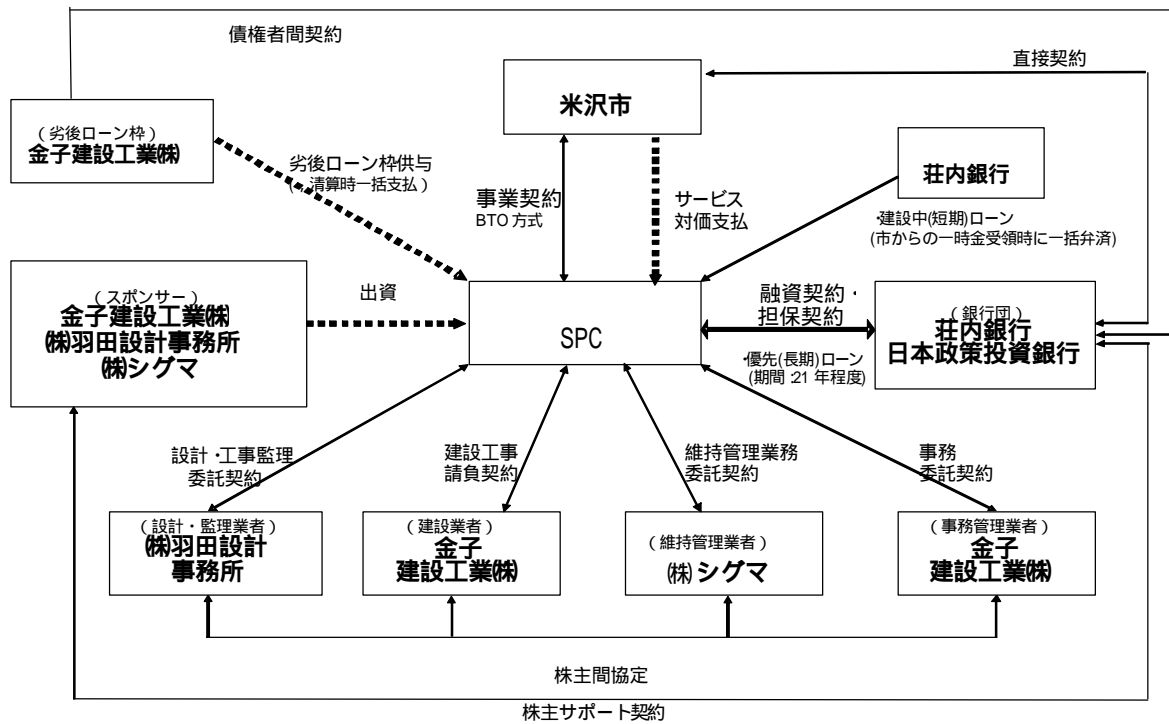 債権者間契約
直接契約
米沢市
(劣後ローン枠)
金子建設工業㈱
劣後ローン枠供与
( 清算時一括支払)
事業契約
BTO 方式
サービス
対価支払
荘内銀行
・建設中(短期)ローン
(市からの一時金受領時に一括弁済)
(スポンサー)
金子建設工業㈱
㈱羽田設計事務所
㈱シグマ
出資
SPC
融資契約・
担保契約
・優先(長期)ローン
(期間:21 年程度)
(銀行団)
荘内銀行
日本政策投資銀行
設計・工事監理
委託契約
建設工事
請負契約
維持管理業務
委託契約
事務
委託契約
(設計・監理業者)
㈱羽田設計
事務所
(建設業者)
金子
建設工業㈱
(維持管理業者)
(株)シグマ
(事務管理業者)
金子
建設工業㈱
株主間協定
株主サポート契約